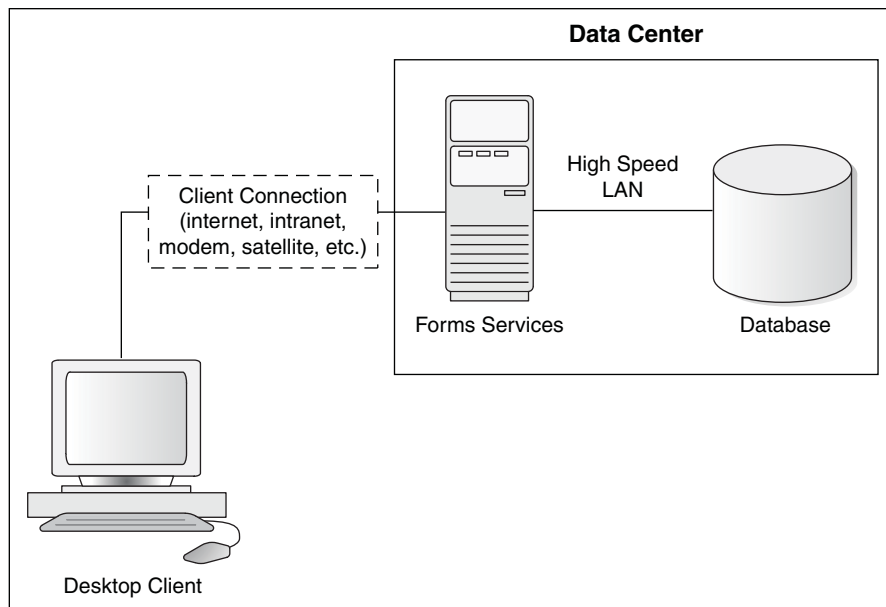 Data Center
High Speed
LAN
Client Connection
(internet, intranet,
modem, satellite, etc.)
Forms Services
Database
Desktop Client